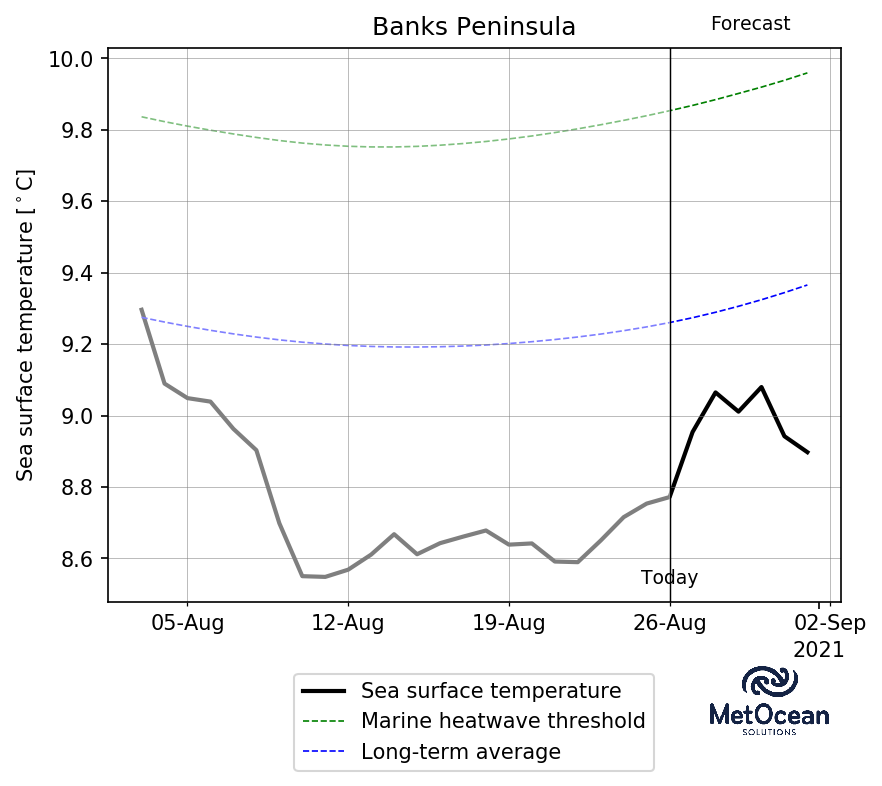 Banks Peninsula
Forecast
10.0
9.8
9.6
9.4
9.2
9.0
8.8
8.6
Sea surface temperature [°C]
Today
05-Aug 12-Aug 19-Aug 26-Aug 02-Sep
2021
Sea surface temperature
Marine heatwave threshold
Long-term average
MetOcean
SOLUTIONS